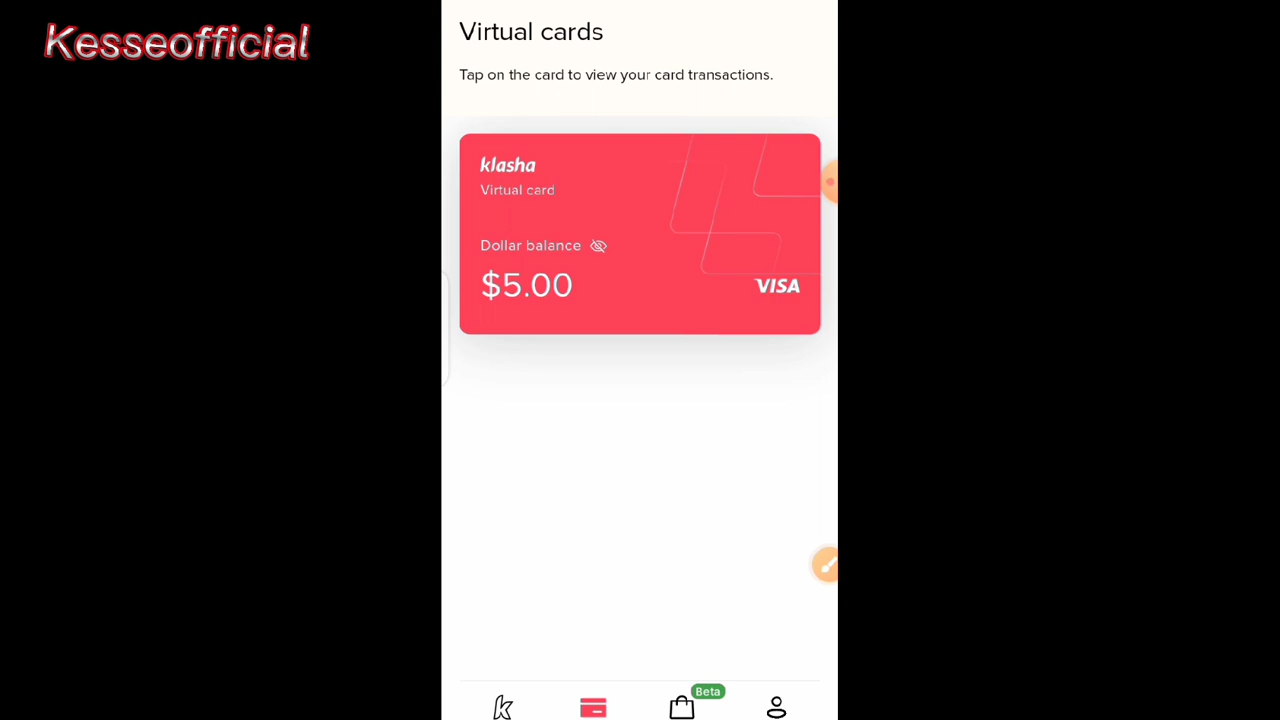 Kesseofficial
Virtual cards
Tap on the card to view your card transactions.
klasha
Virtual card
Dollar balance
$5.00
VISA
k
Beta